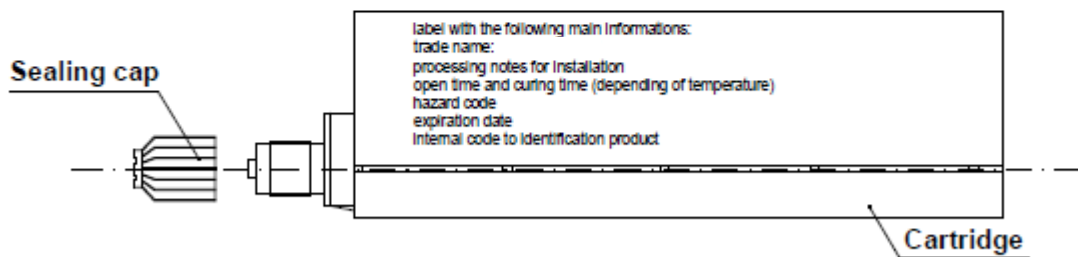 label with the following main informations:
trade name:
processing notes for installation
open time and curing time (depending of temperature)
hazard code
expiration date
internal code to identification product
Sealing cap
Cartridge